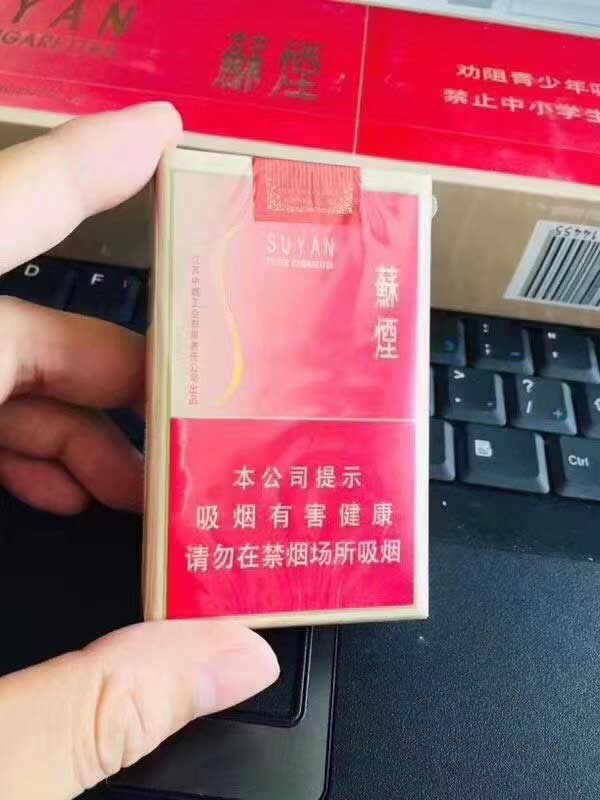 YAN
蘇煙
劝阻青少年吸
禁止中小学生
SUYAN
FILTER CIGARETTES
蘇煙
江苏中烟工业有限责任公司出品
本公司提示
吸烟有害健康
请勿在禁烟场所吸烟
D
F
Ctrl